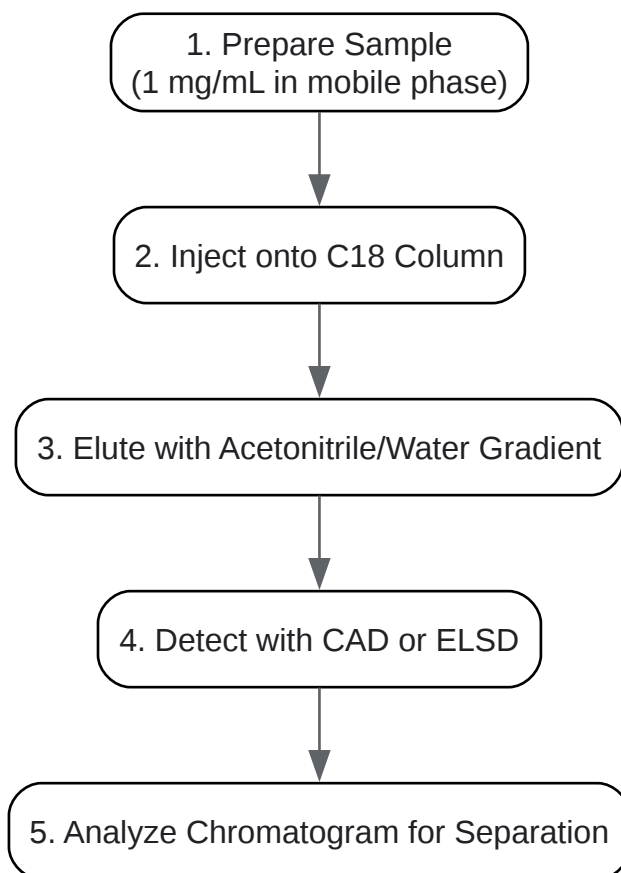 1. Prepare Sample
(1 mg/mL in mobile phase)
2. Inject onto C18 Column
3. Elute with Acetonitrile/Water Gradient
4. Detect with CAD or ELSD
5. Analyze Chromatogram for Separation